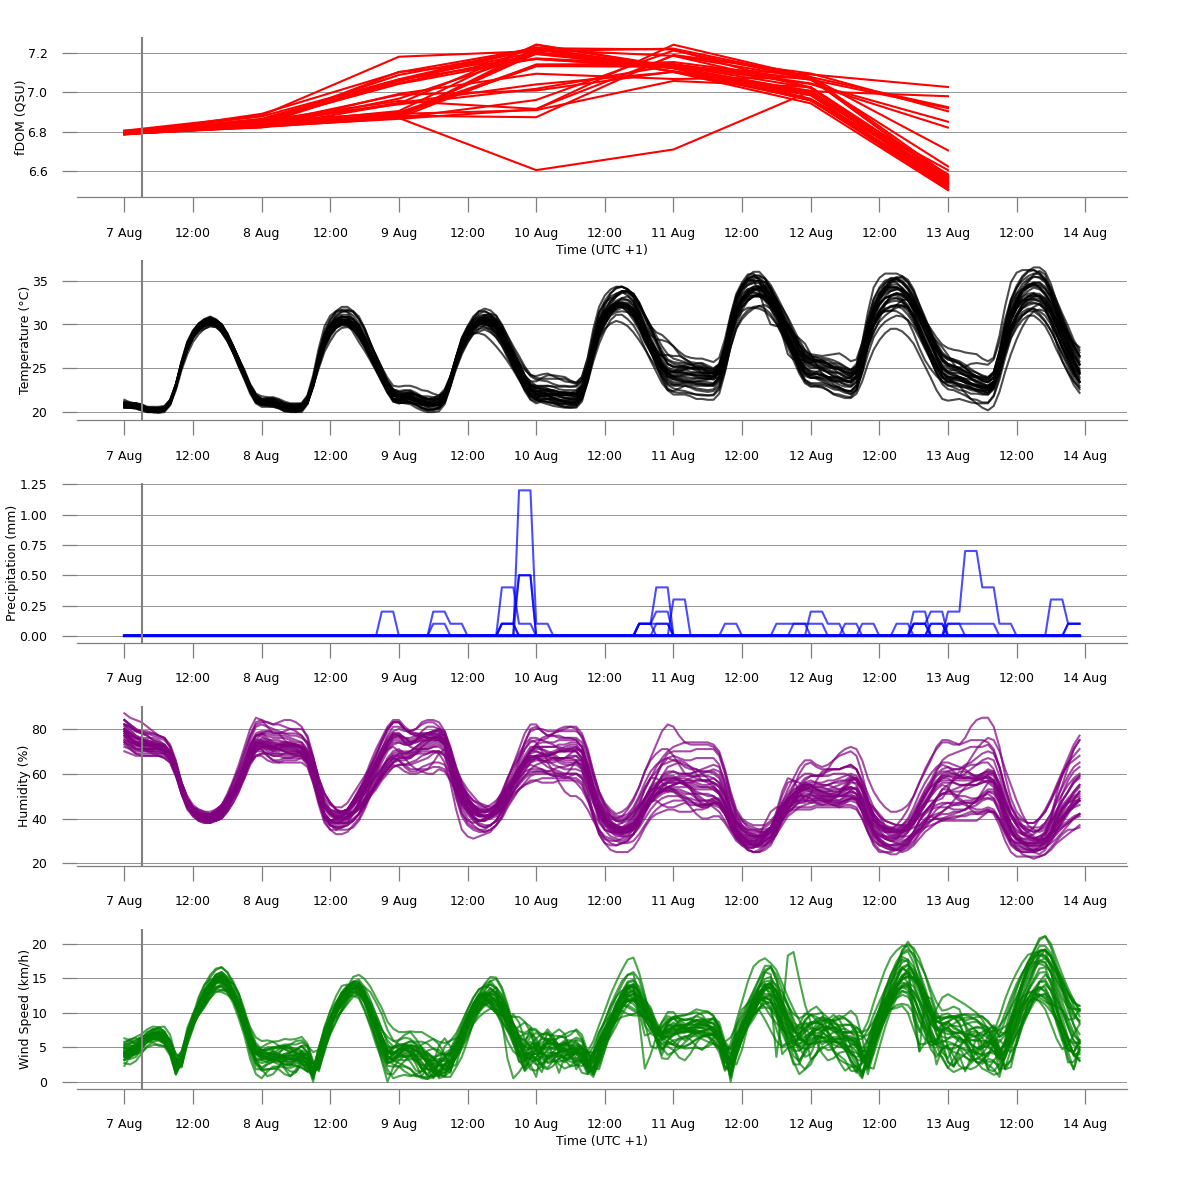 fDOM (QSU)
7.2
7.0
6.8
6.6
7 Aug 12:00 8 Aug 12:00 9 Aug 12:00 10 Aug 12:00 11 Aug 12:00 12 Aug 12:00 13 Aug 12:00 14 Aug
Time (UTC +1)
Temperature (°C)
35
30
25
20
7 Aug 12:00 8 Aug 12:00 9 Aug 12:00 10 Aug 12:00 11 Aug 12:00 12 Aug 12:00 13 Aug 12:00 14 Aug
Precipitation (mm)
1.25
1.00
0.75
0.50
0.25
0.00
7 Aug 12:00 8 Aug 12:00 9 Aug 12:00 10 Aug 12:00 11 Aug 12:00 12 Aug 12:00 13 Aug 12:00 14 Aug
Humidity (%)
80
60
40
20
7 Aug 12:00 8 Aug 12:00 9 Aug 12:00 10 Aug 12:00 11 Aug 12:00 12 Aug 12:00 13 Aug 12:00 14 Aug
Wind Speed (km/h)
20
15
10
5
0
7 Aug 12:00 8 Aug 12:00 9 Aug 12:00 10 Aug 12:00 11 Aug 12:00 12 Aug 12:00 13 Aug 12:00 14 Aug
Time (UTC +1)